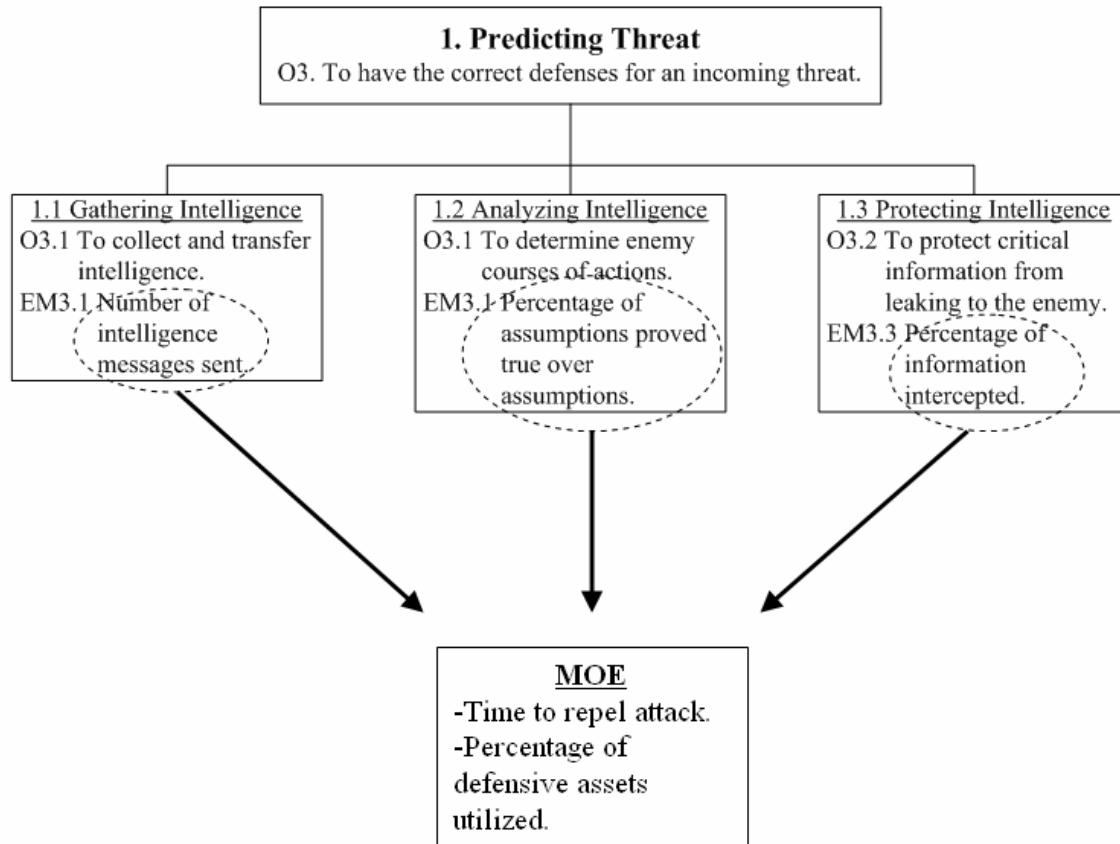 1. Predicting Threat
O3. To have the correct defenses for an incoming threat.
1.1 Gathering Intelligence
O3.1 To collect and transfer
intelligence.
EM3.1 Number of
intelligence
messages sent.
1.2 Analyzing Intelligence
O3.1 To determine enemy
courses of actions.
EM3.1 Percentage of
assumptions proved
true over
assumptions.
1.3 Protecting Intelligence
O3.2 To protect critical
information from
leaking to the enemy.
EM3.3 Percentage of
information
intercepted.
MOE
-Time to repel attack.
-Percentage of
defensive assets
utilized.